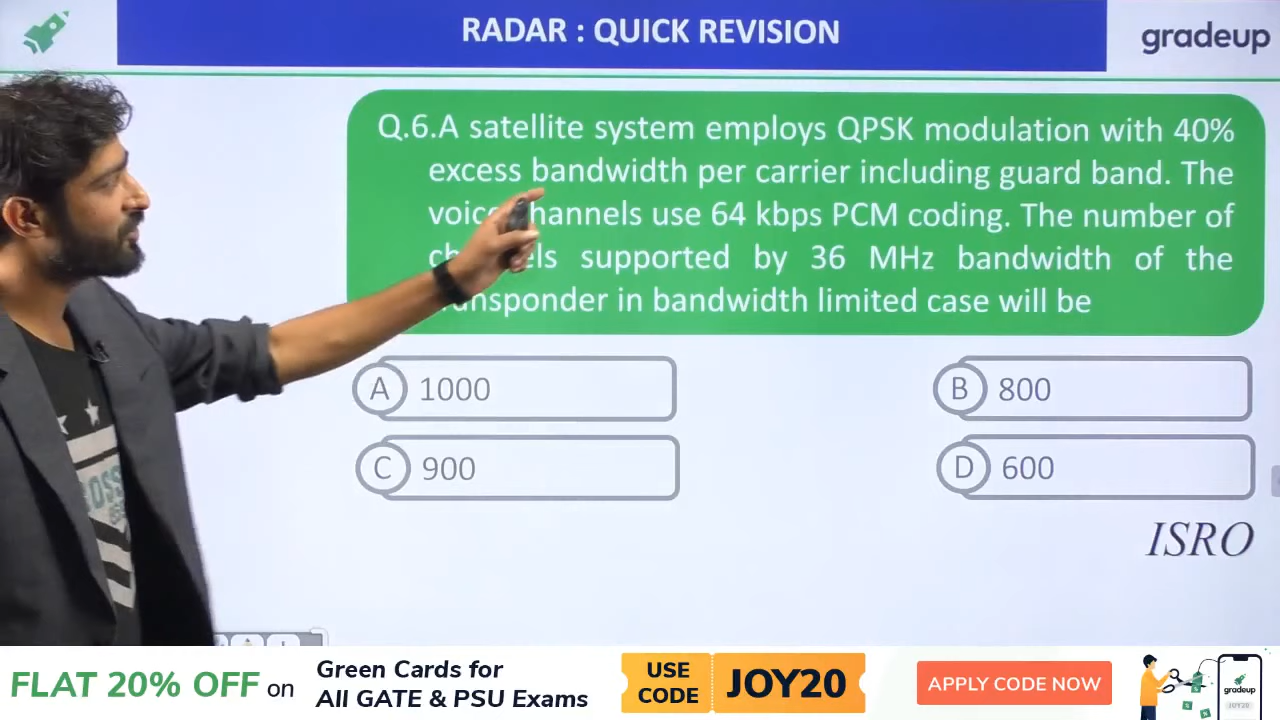 RADAR : QUICK REVISION
gradeup
Q.6.A satellite system employs QPSK modulation with 40%
excess bandwidth per carrier including guard band. The
channels use 64 kbps PCM coding. The number of
supported by 36 MHz bandwidth of the
in bandwidth limited case will be
A 1000
B 800
C 900
D 600
ISRO
FLAT 20% OFF on
Green Cards for
All GATE & PSU Exams
USE
CODE
JOY20
APPLY CODE NOW
gradeup
JOY20